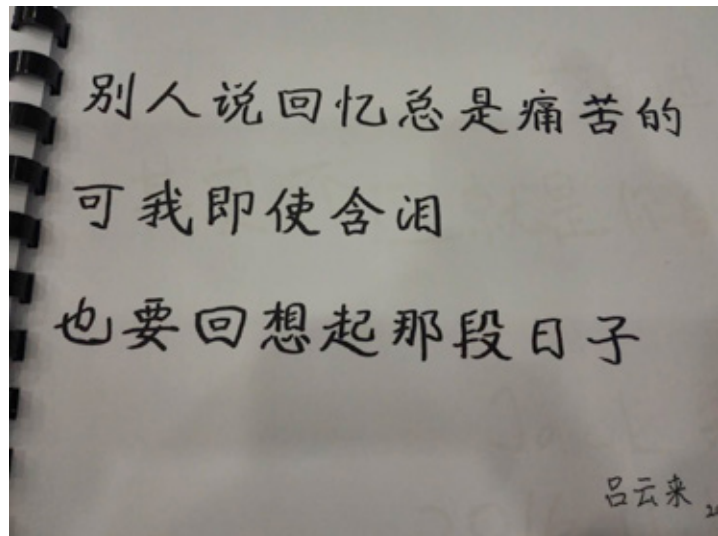 别人说回忆总是痛苦的
可我即使含泪
也要回想起那段日子
吕云来